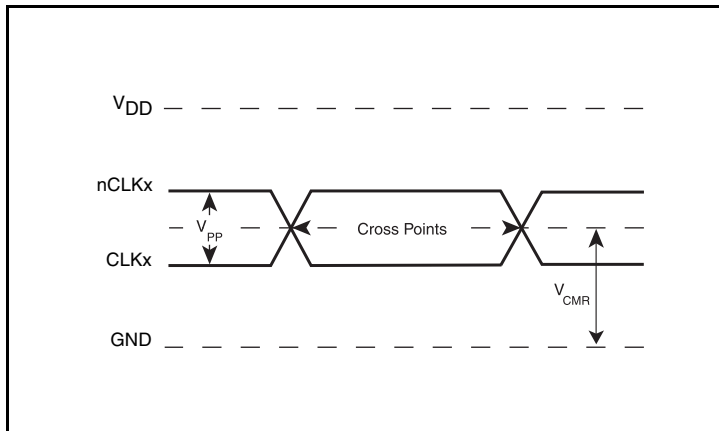 VDD
nCLKx
VPP
Cross Points
CLKx
VCMR
GND